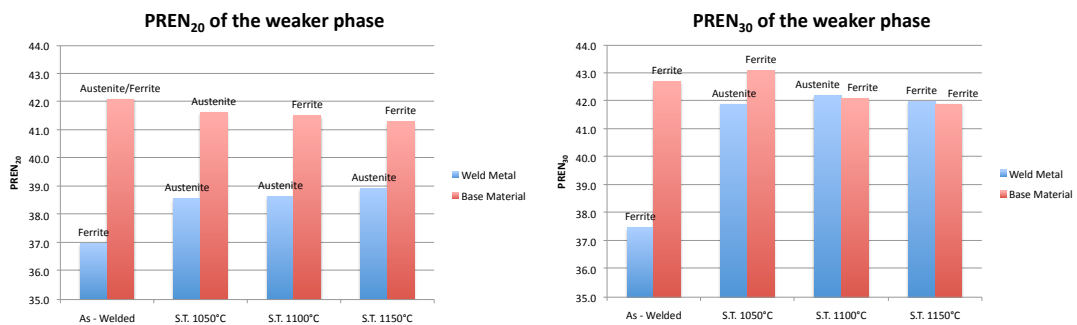 PREN20 of the weaker phase
44.0
43.0
42.0
41.0
40.0
39.0
38.0
37.0
36.0
35.0
PREN20
Austenite/Ferrite
Austenite
Ferrite
Ferrite
Ferrite
Austenite
Austenite
Austenite
As - Welded
S.T. 1050°C
S.T. 1100°C
S.T. 1150°C
Weld Metal
Base Material
PREN30 of the weaker phase
44.0
43.0
42.0
41.0
40.0
39.0
38.0
37.0
36.0
35.0
PREN30
Ferrite
Ferrite
Ferrite
Austenite
Ferrite
Austenite
Ferrite
Ferrite
As - Welded
S.T. 1050°C
S.T. 1100°C
S.T. 1150°C
Weld Metal
Base Material